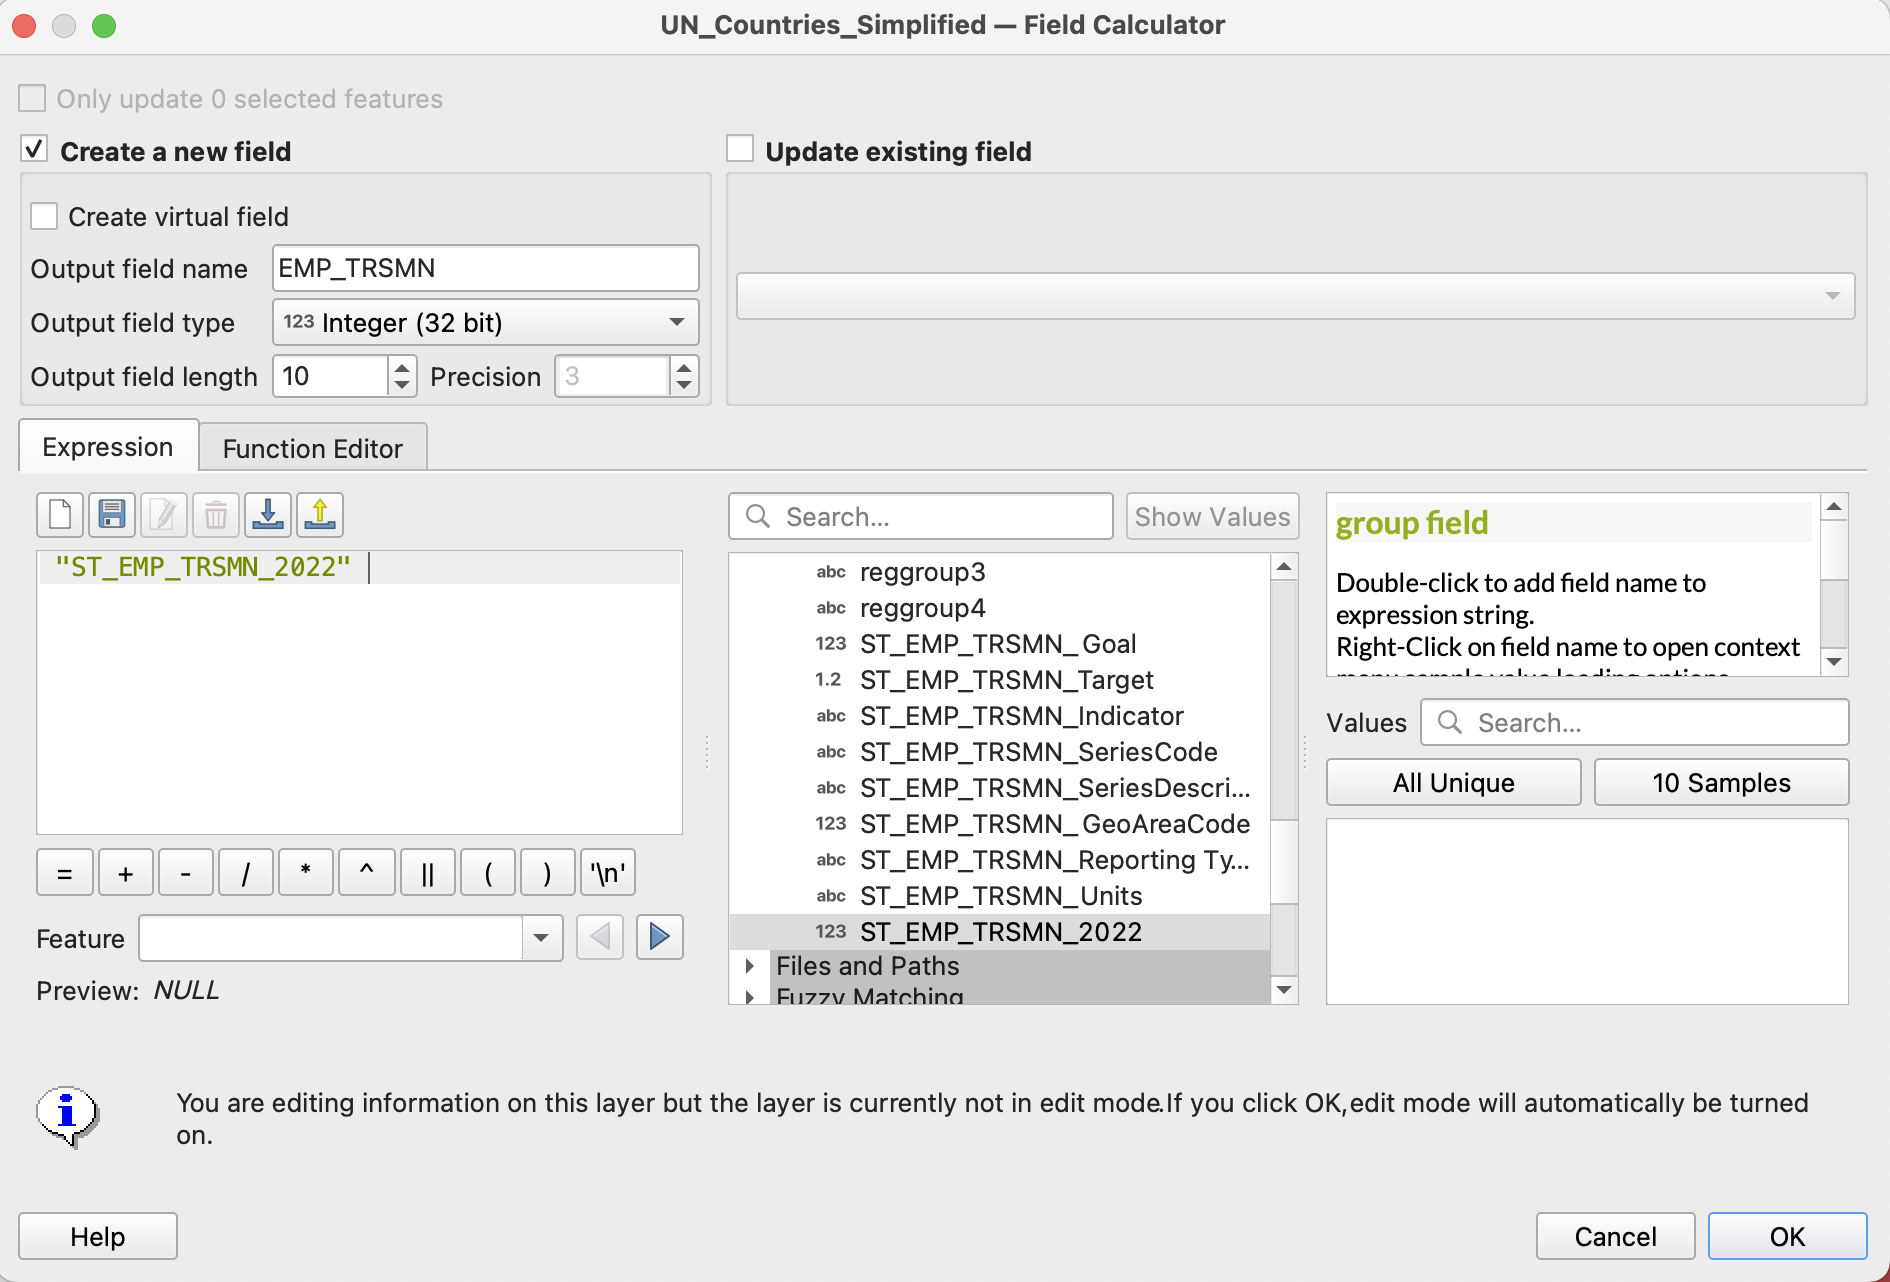 UN_Countries_Simplified — Field Calculator
Only update 0 selected features
Create a new field
Update existing field
Create virtual field
Output field name EMP_TRSMN
Output field type 123 Integer (32 bit)
Output field length 10 Precision 3
Expression Function Editor
Search... Show Values
"ST_EMP_TRSMN_2022"
= + - / * ^ || ( ) '\n'
Feature
Preview: NULL
abc reggroup3
abc reggroup4
123 ST_EMP_TRSMN_Goal
1.2 ST_EMP_TRSMN_Target
abc ST_EMP_TRSMN_Indicator
abc ST_EMP_TRSMN_SeriesCode
abc ST_EMP_TRSMN_SeriesDescri...
123 ST_EMP_TRSMN_GeoAreaCode
abc ST_EMP_TRSMN_Reporting Ty...
abc ST_EMP_TRSMN_Units
123 ST_EMP_TRSMN_2022
Files and Paths
Fuzzy Matching
group field
Double-click to add field name to
expression string.
Right-Click on field name to open context
menu sample value loading options
Values Search...
All Unique 10 Samples
You are editing information on this layer but the layer is currently not in edit mode.If you click OK,edit mode will automatically be turned
on.
Help Cancel OK